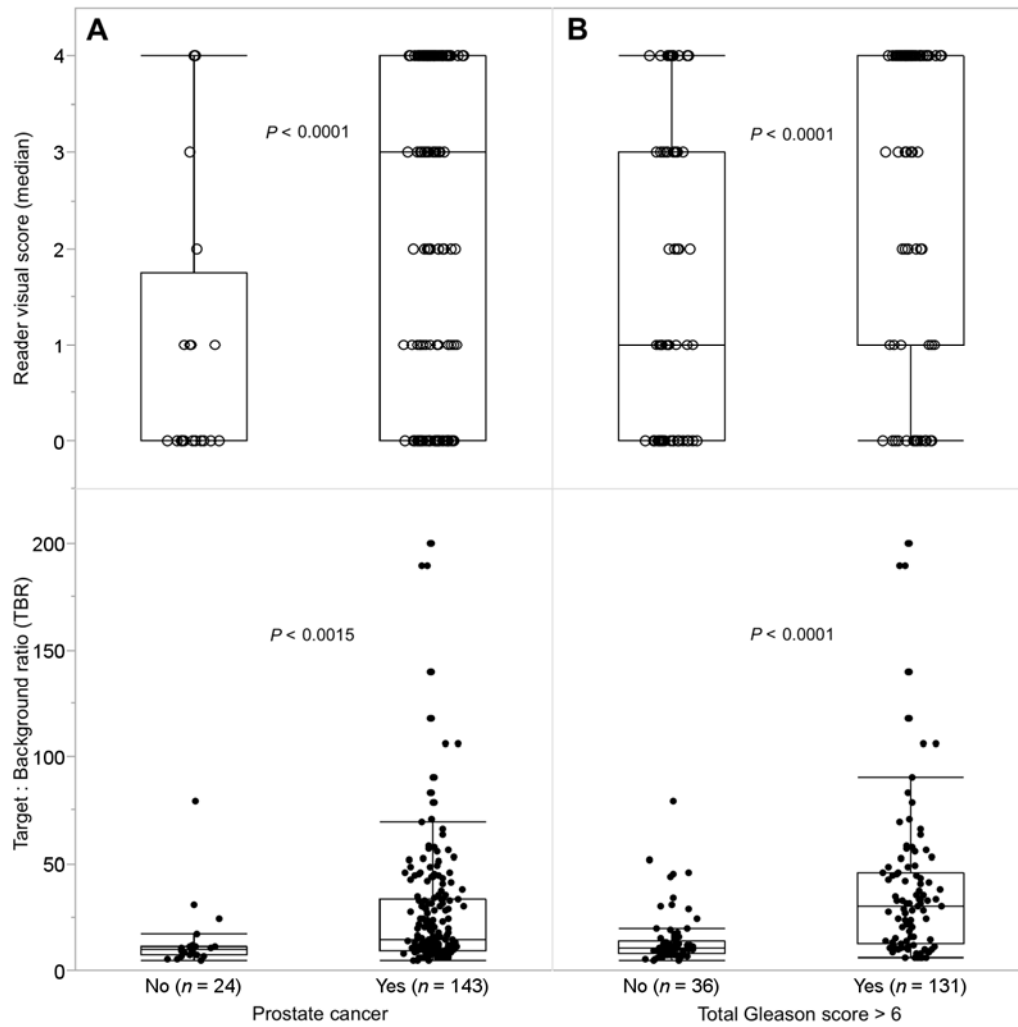 A
B
4
3
2
1
0
Reader visual score (median)
P < 0.0001
P < 0.0001
200
150
100
50
0
Target : Background ratio (TBR)
P < 0.0015
P < 0.0001
No (n = 24)
Yes (n = 143)
No (n = 36)
Yes (n = 131)
Prostate cancer
Total Gleason score > 6